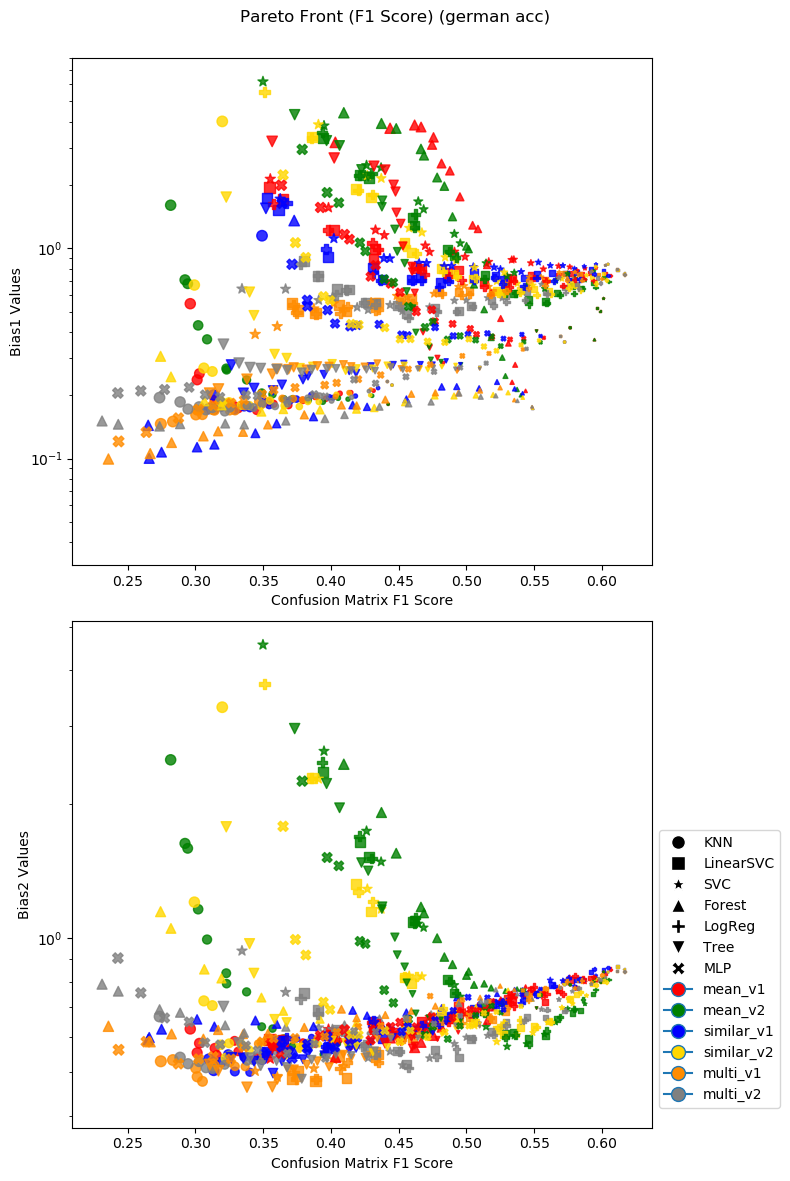 Pareto Front (F1 Score) (german acc)
Bias1 Values
10⁰
10⁻¹
0.25 0.30 0.35 0.40 0.45 0.50 0.55 0.60
Confusion Matrix F1 Score
Bias2 Values
10⁰
0.25 0.30 0.35 0.40 0.45 0.50 0.55 0.60
Confusion Matrix F1 Score
KNN
LinearSVC
SVC
Forest
LogReg
Tree
MLP
mean_v1
mean_v2
similar_v1
similar_v2
multi_v1
multi_v2